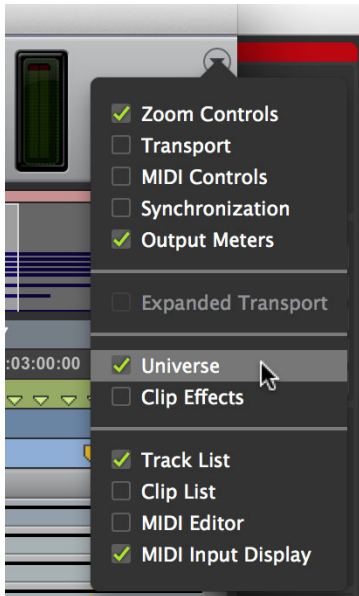 Zoom Controls
Transport
MIDI Controls
Synchronization
Output Meters
Expanded Transport
:03:00:00
Universe
Clip Effects
Track List
Clip List
MIDI Editor
MIDI Input Display